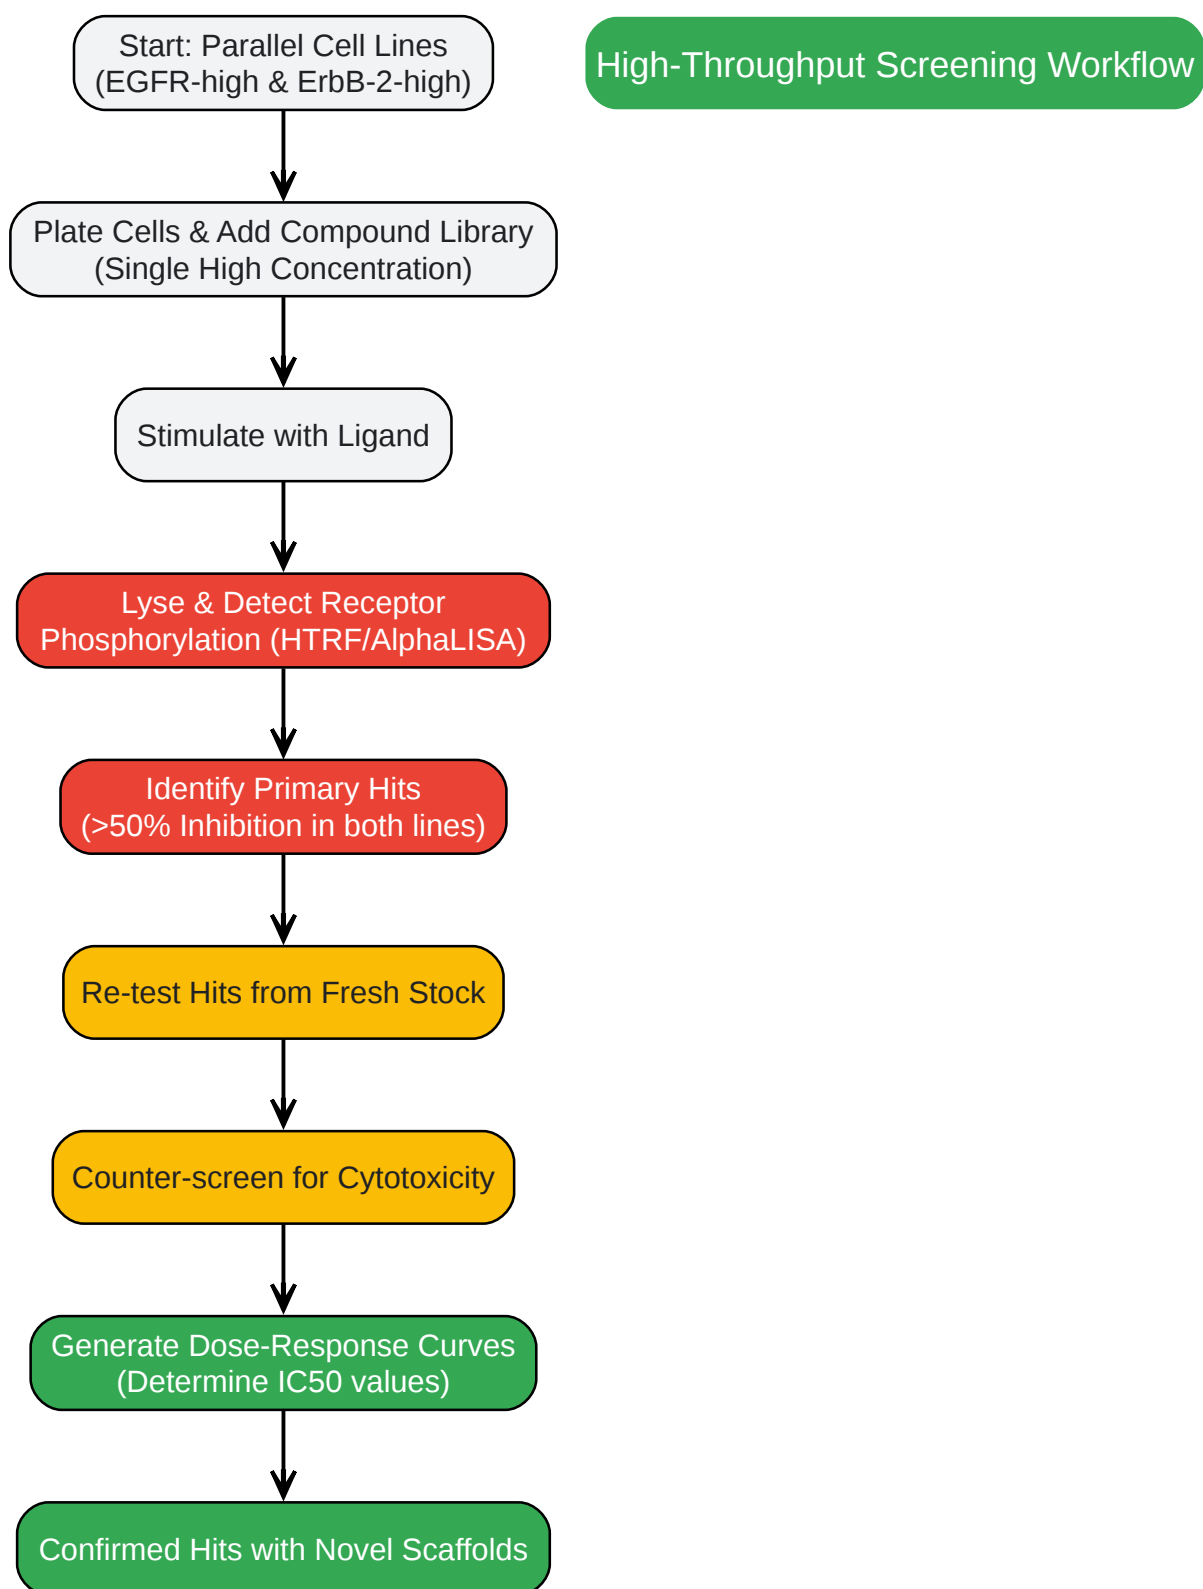 Start: Parallel Cell Lines
(EGFR-high & ErbB-2-high)
High-Throughput Screening Workflow
Plate Cells & Add Compound Library
(Single High Concentration)
Stimulate with Ligand
Lyse & Detect Receptor
Phosphorylation (HTRF/AlphaLISA)
Identify Primary Hits
(>50% Inhibition in both lines)
Re-test Hits from Fresh Stock
Counter-screen for Cytotoxicity
Generate Dose-Response Curves
(Determine IC50 values)
Confirmed Hits with Novel Scaffolds